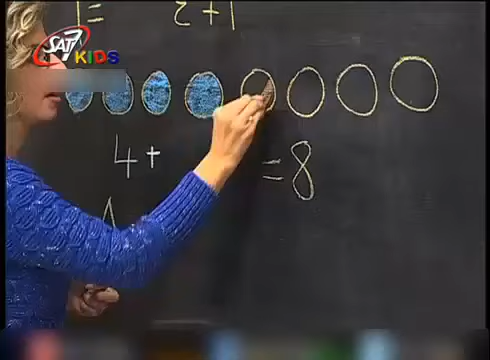 SAT7
KIDS
1= 2+1
4+ =8